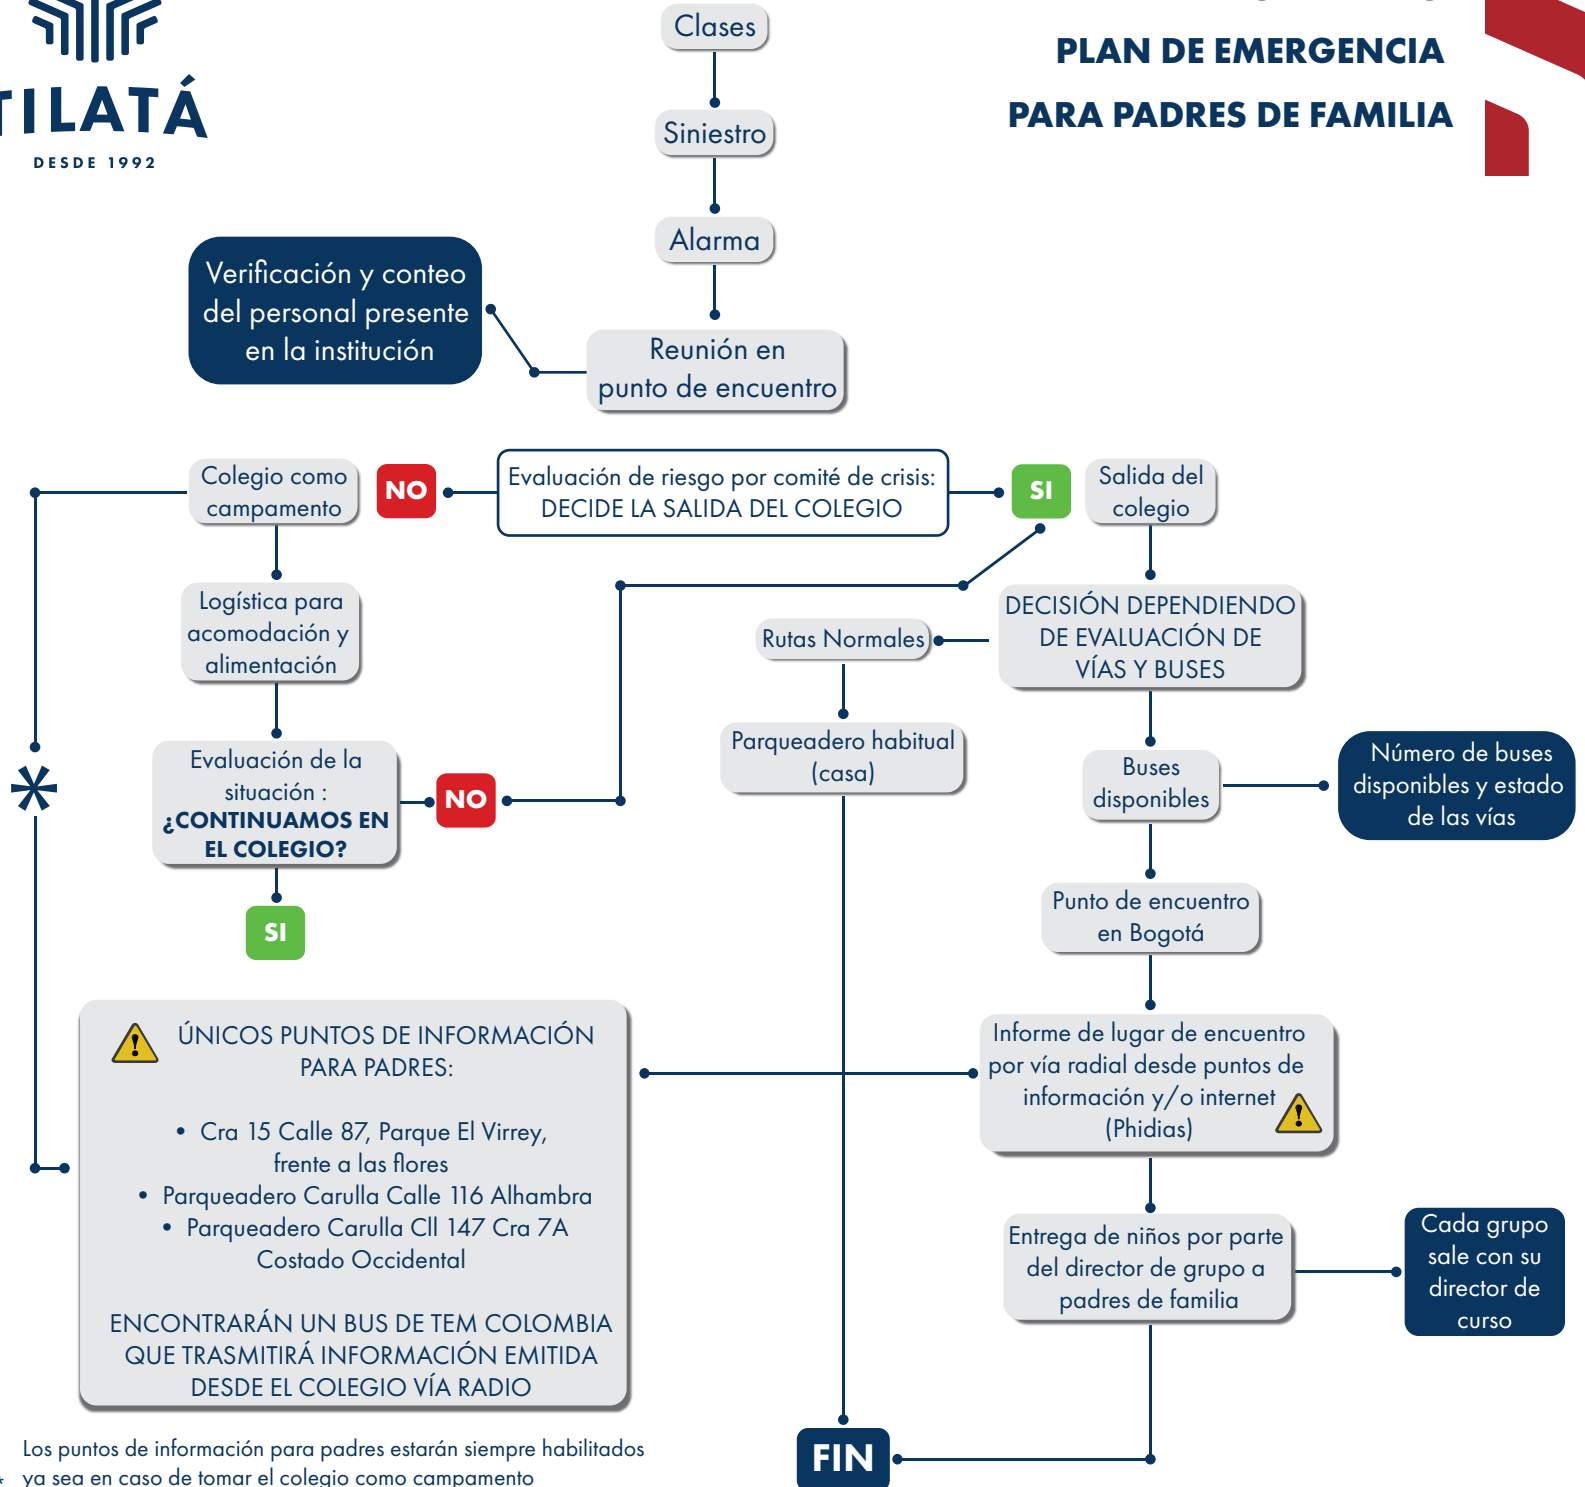 TILATÁ
DESDE 1992
PLAN DE EMERGENCIA
PARA PADRES DE FAMILIA
Clases
Siniestro
Alarma
Reunión en
punto de encuentro
Verificación y conteo
del personal presente
en la institución
Evaluación de riesgo por comité de crisis:
DECIDE LA SALIDA DEL COLEGIO
NO
SI
Colegio como
campamento
Logística para
acomodación y
alimentación
Evaluación de la
situación :
¿CONTINUAMOS EN
EL COLEGIO?
NO
SI
*
Salida del
colegio
DECISIÓN DEPENDIENDO
DE EVALUACIÓN DE
VÍAS Y BUSES
Rutas Normales
Parqueadero habitual
(casa)
Buses
disponibles
Número de buses
disponibles y estado
de las vías
Punto de encuentro
en Bogotá
Informe de lugar de encuentro
por vía radial desde puntos de
información y/o internet
(Phidias)
Entrega de niños por parte
del director de grupo a
padres de familia
Cada grupo
sale con su
director de
curso
ÚNICOS PUNTOS DE INFORMACIÓN
PARA PADRES:
• Cra 15 Calle 87, Parque El Virrey,
frente a las flores
• Parqueadero Carulla Calle 116 Alhambra
• Parqueadero Carulla Cll 147 Cra 7A
Costado Occidental
ENCONTRARÁN UN BUS DE TEM COLOMBIA
QUE TRASMITIRÁ INFORMACIÓN EMITIDA
DESDE EL COLEGIO VÍA RADIO
FIN
Los puntos de información para padres estarán siempre habilitados
* ya sea en caso de tomar el colegio como campamento